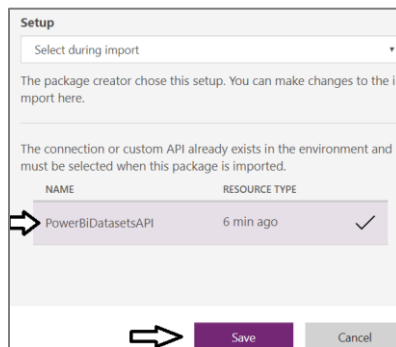 Setup
Select during import
The package creator chose this setup. You can make changes to the i
mport here.
The connection or custom API already exists in the environment and
must be selected when this package is imported.
NAME RESOURCE TYPE
PowerBiDatasetsAPI 6 min ago
Save Cancel